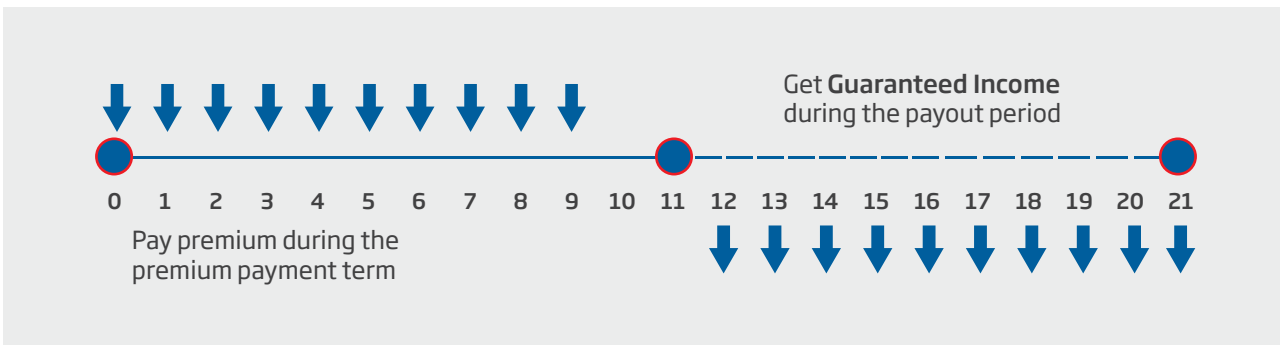 Get Guaranteed Income
during the payout period
0 1 2 3 4 5 6 7 8 9 10 11 12 13 14 15 16 17 18 19 20 21
Pay premium during the
premium payment term